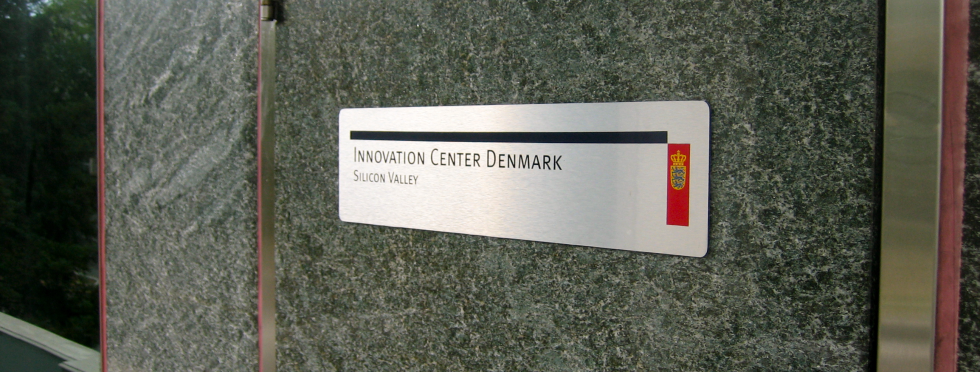 Innovation Center Denmark
Silicon Valley